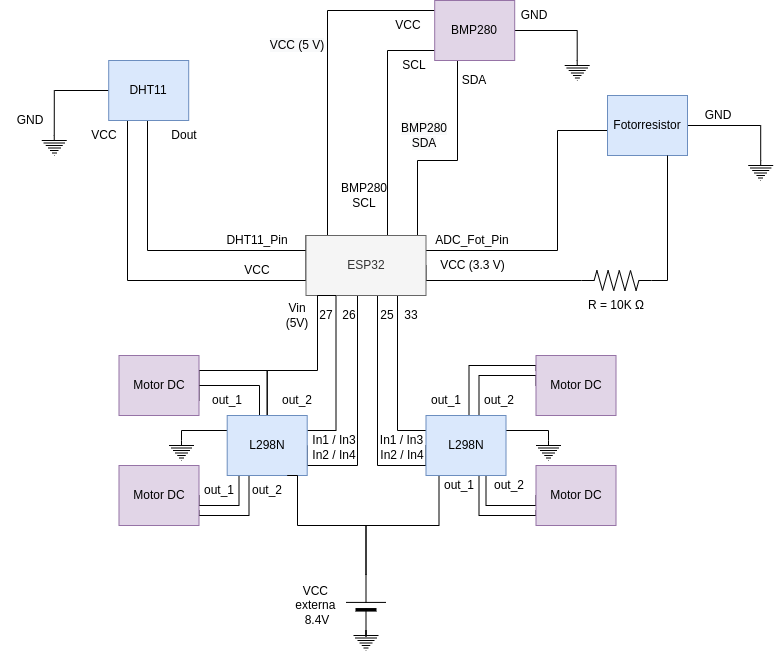 GND
VCC
BMP280
VCC (5 V)
SCL
SDA
DHT11
Fotorresistor
GND
GND
VCC
Dout
BMP280
SDA
BMP280
SCL
DHT11_Pin
ADC_Fot_Pin
VCC
ESP32
VCC (3.3 V)
R = 10K Ω
Vin
(5V)
27
26
25
33
Motor DC
out_1
out_2
out_1
out_2
Motor DC
L298N
In1 / In3
In2 / In4
In1 / In3
In2 / In4
L298N
Motor DC
out_1
out_2
out_1
out_2
Motor DC
VCC
externa
8.4V